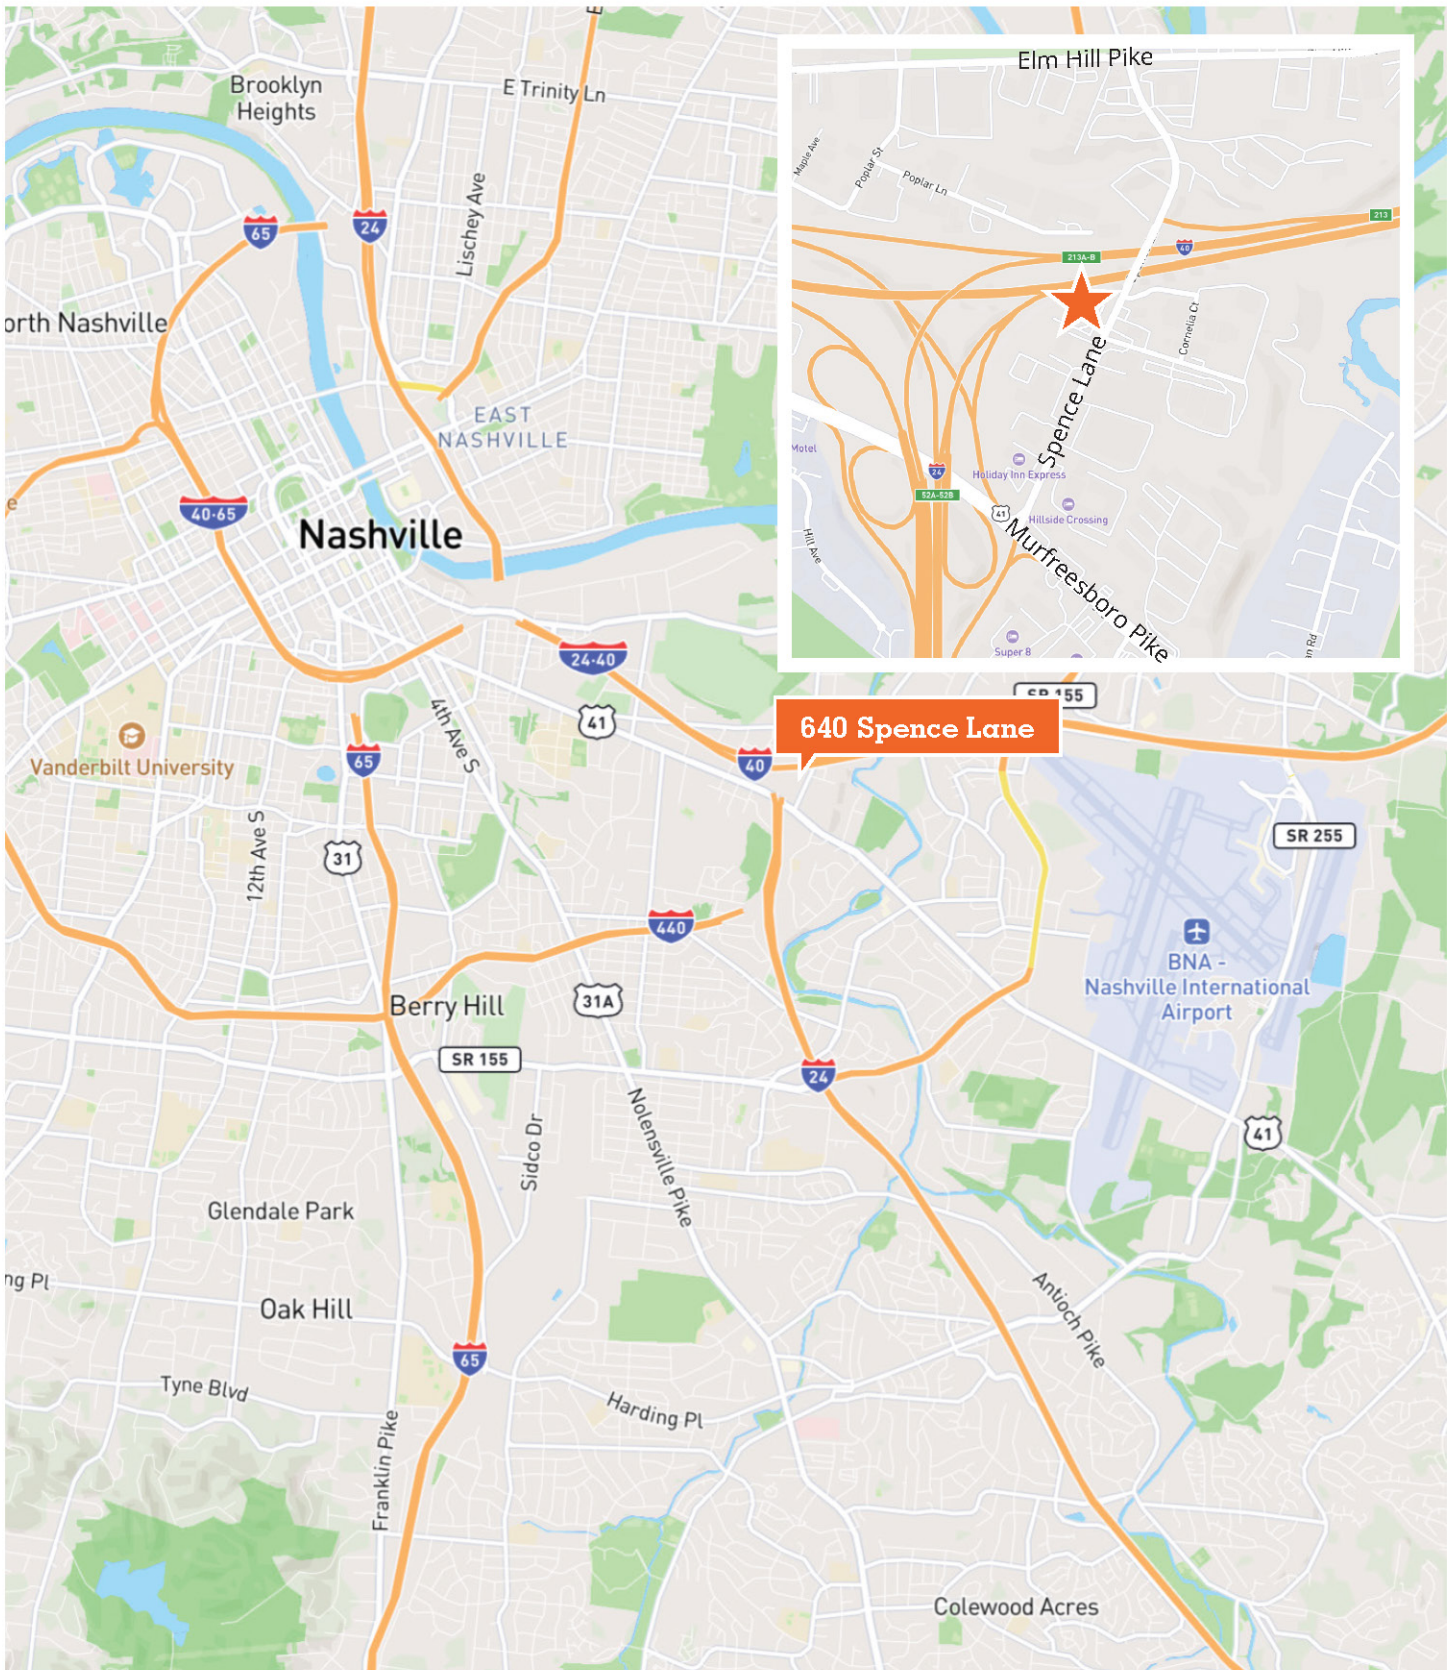 E
Brooklyn
Heights
E Trinity Ln
Lischey Ave
65
24
orth Nashville
EAST
NASHVILLE
e
40·65
Nashville
24·40
4th Ave S
41
Vanderbilt University
65
40
640 Spence Lane
SR 155
SR 255
31
12th Ave S
440
BNA -
Nashville International
Airport
31A
Berry Hill
SR 155
24
41
Sidco Dr
Nolensville Pike
Glendale Park
ng Pl
Oak Hill
Antioch Pike
65
Tyne Blvd
Harding Pl
Franklin Pike
Colewood Acres
Elm Hill Pike
Maple Ave
Poplar St
Poplar Ln
213
213A-B
40
Cornelia Ct
Spence Lane
Motel
24
Holiday Inn Express
52A-52B
41
Hillside Crossing
Hill Ave
Murfreesboro Pike
Super 8
an Rd